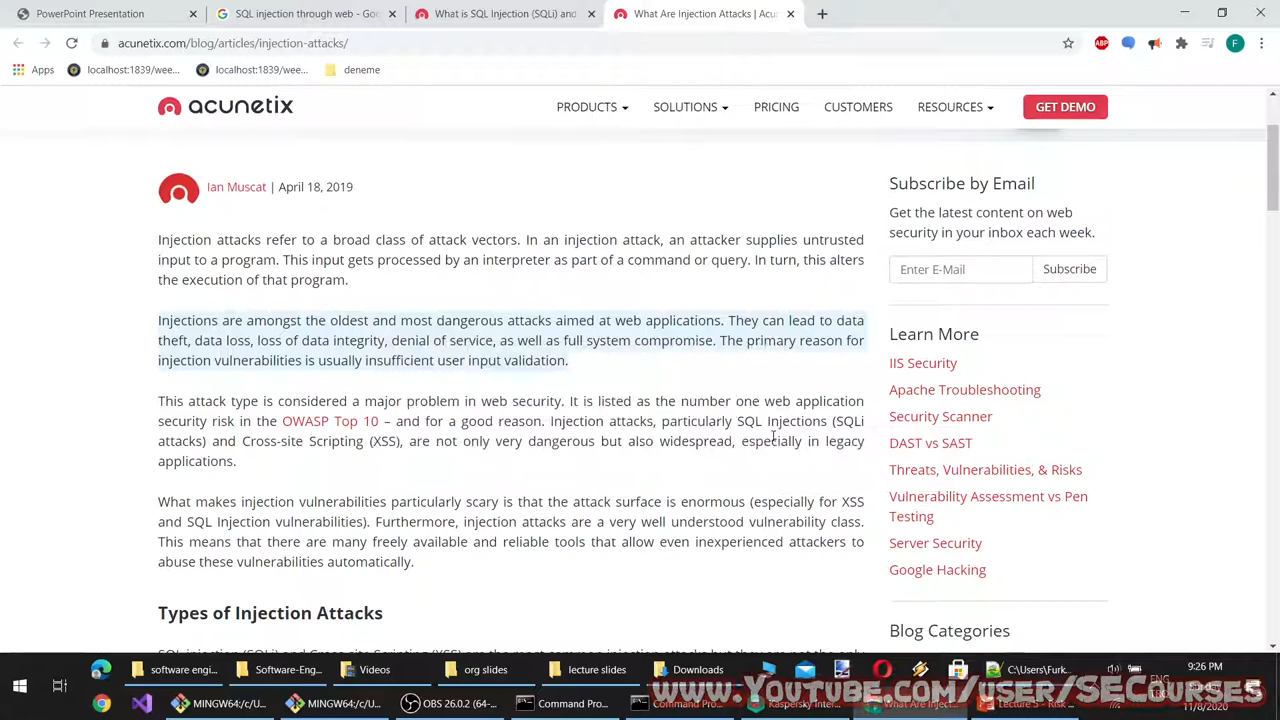 PowerPoint Presentation
SQL injection through web - Go
What is SQL Injection (SQLi) and
What Are Injection Attacks | Acu
acunetix.com/blog/articles/injection-attacks/
ABP
F
Apps
localhost:1839/wee...
localhost:1839/wee...
deneme
acunetix
PRODUCTS
SOLUTIONS
PRICING
CUSTOMERS
RESOURCES
GET DEMO
Ian Muscat | April 18, 2019
Injection attacks refer to a broad class of attack vectors. In an injection attack, an attacker supplies untrusted
input to a program. This input gets processed by an interpreter as part of a command or query. In turn, this alters
the execution of that program.
Injections are amongst the oldest and most dangerous attacks aimed at web applications. They can lead to data
theft, data loss, loss of data integrity, denial of service, as well as full system compromise. The primary reason for
injection vulnerabilities is usually insufficient user input validation.
This attack type is considered a major problem in web security. It is listed as the number one web application
security risk in the OWASP Top 10 – and for a good reason. Injection attacks, particularly SQL Injections (SQLi
attacks) and Cross-site Scripting (XSS), are not only very dangerous but also widespread, especially in legacy
applications.
What makes injection vulnerabilities particularly scary is that the attack surface is enormous (especially for XSS
and SQL Injection vulnerabilities). Furthermore, injection attacks are a very well understood vulnerability class.
This means that there are many freely available and reliable tools that allow even inexperienced attackers to
abuse these vulnerabilities automatically.
Types of Injection Attacks
Subscribe by Email
Get the latest content on web
security in your inbox each week.
Enter E-Mail
Subscribe
Learn More
IIS Security
Apache Troubleshooting
Security Scanner
DAST vs SAST
Threats, Vulnerabilities, & Risks
Vulnerability Assessment vs Pen
Testing
Server Security
Google Hacking
Blog Categories
software engi...
Software-Eng...
Videos
org slides
lecture slides
Downloads
C:\Users\Furk...
ENG
9:26 PM
MINGW64:/c/U...
MINGW64:/c/U...
OBS 26.0.2 (64-...
Command Pro...
Command Pro...
Kaspersky Inter...
What Are Inject...
Lecture 5 - Risk ...
11/8/2020
www.YouTube.com/user/SECourses